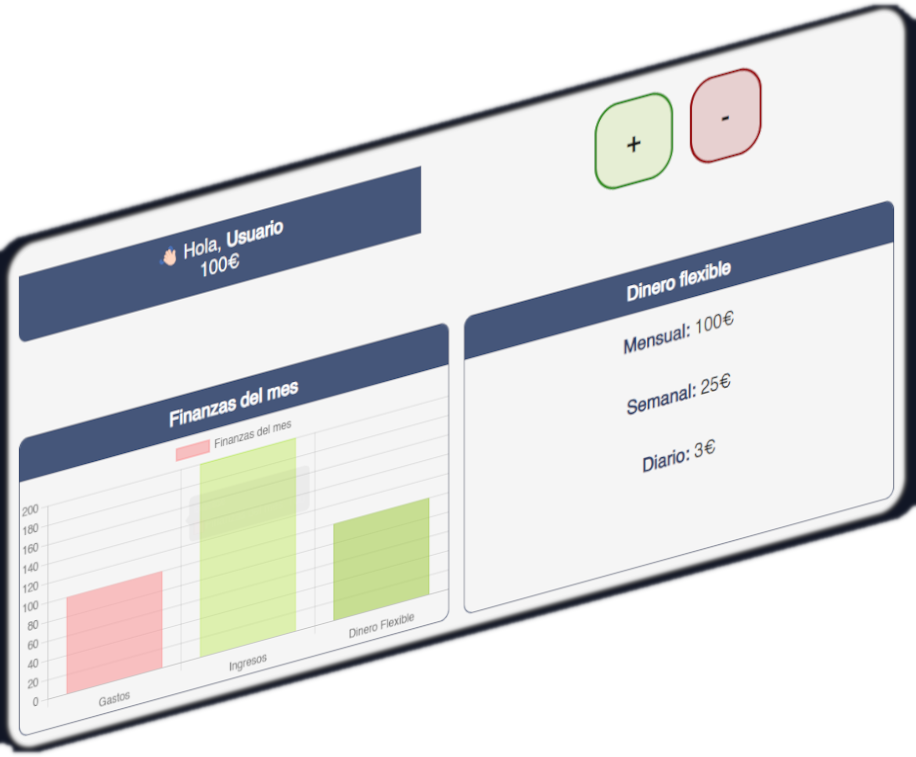 +
-
👋🏻 Hola, Usuario
100€
Finanzas del mes
Finanzas del mes
200
180
160
140
120
100
80
60
40
20
0
Gastos
Ingresos
Dinero Flexible
Dinero flexible
Mensual: 100€
Semanal: 25€
Diario: 3€